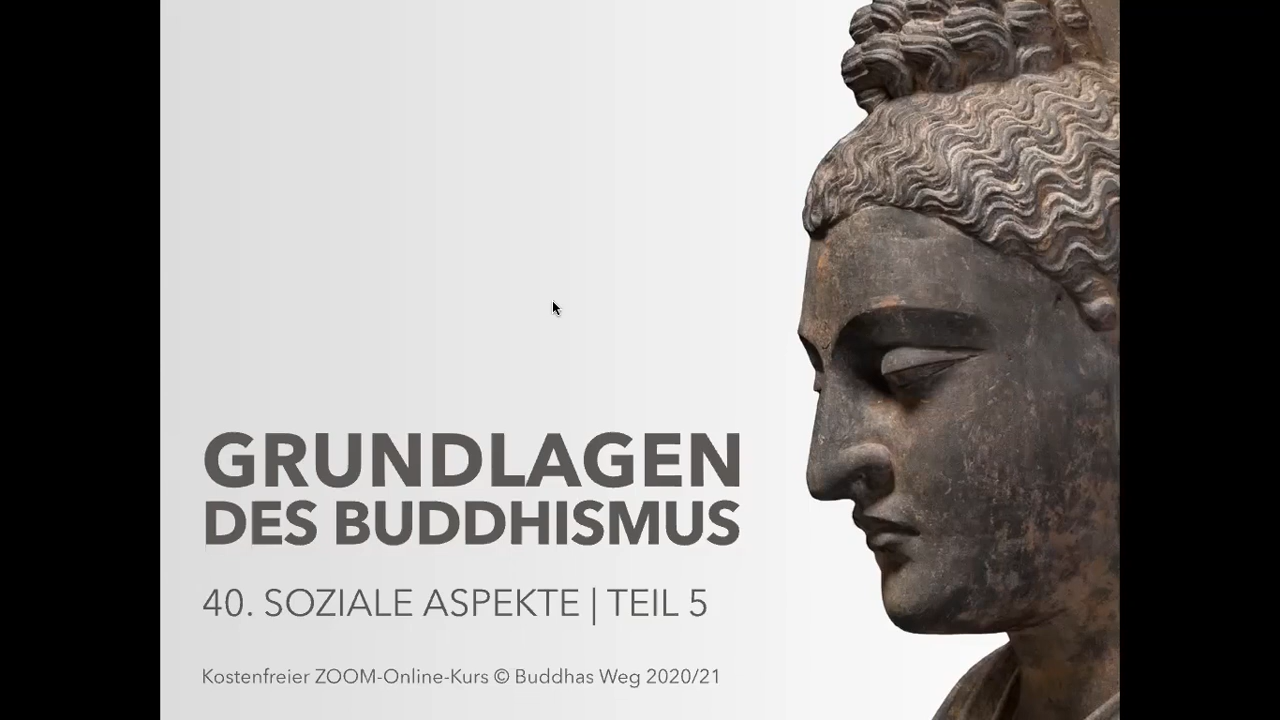 GRUNDLAGEN
DES BUDDHISMUS
40. SOZIALE ASPEKTE | TEIL 5
Kostenfreier ZOOM-Online-Kurs © Buddhas Weg 2020/21